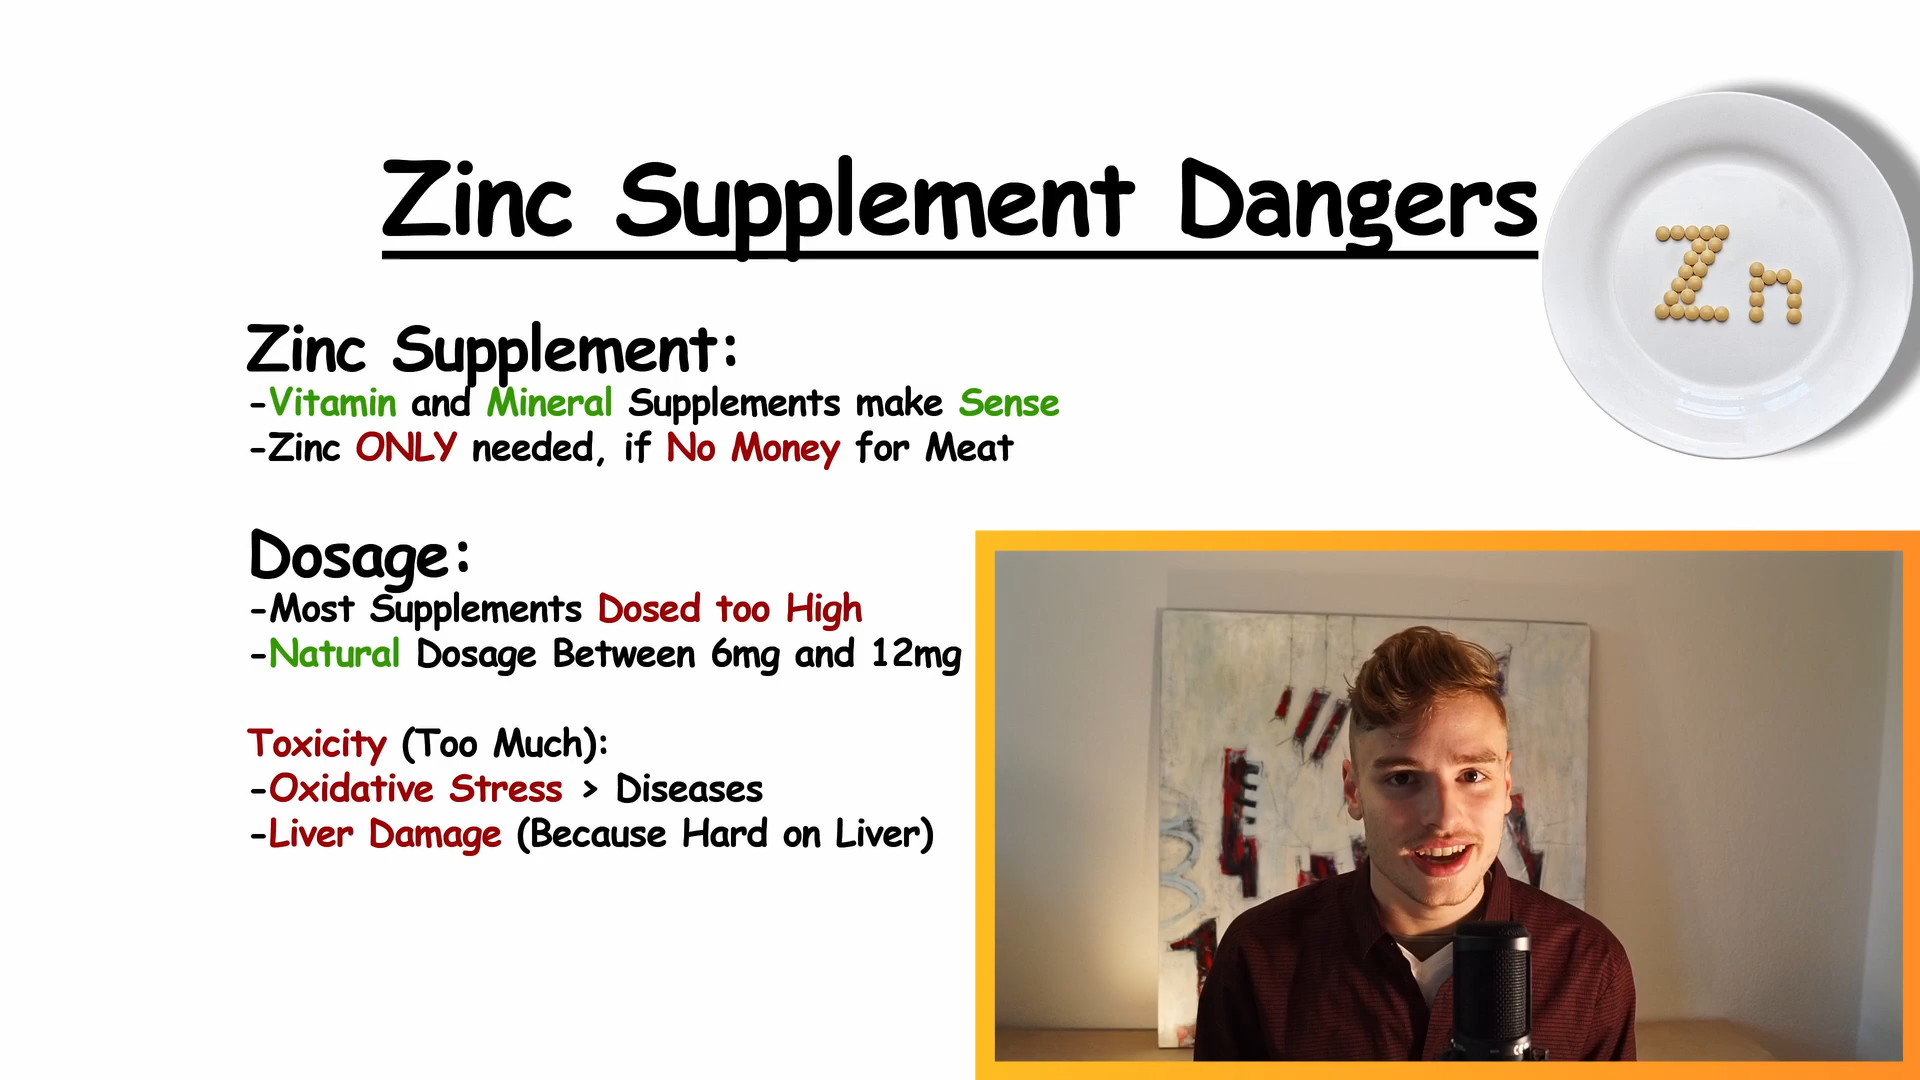 Zinc Supplement Dangers
Zn
Zinc Supplement:
-Vitamin and Mineral Supplements make Sense
-Zinc ONLY needed, if No Money for Meat
Dosage:
-Most Supplements Dosed too High
-Natural Dosage Between 6mg and 12mg
Toxicity (Too Much):
-Oxidative Stress > Diseases
-Liver Damage (Because Hard on Liver)